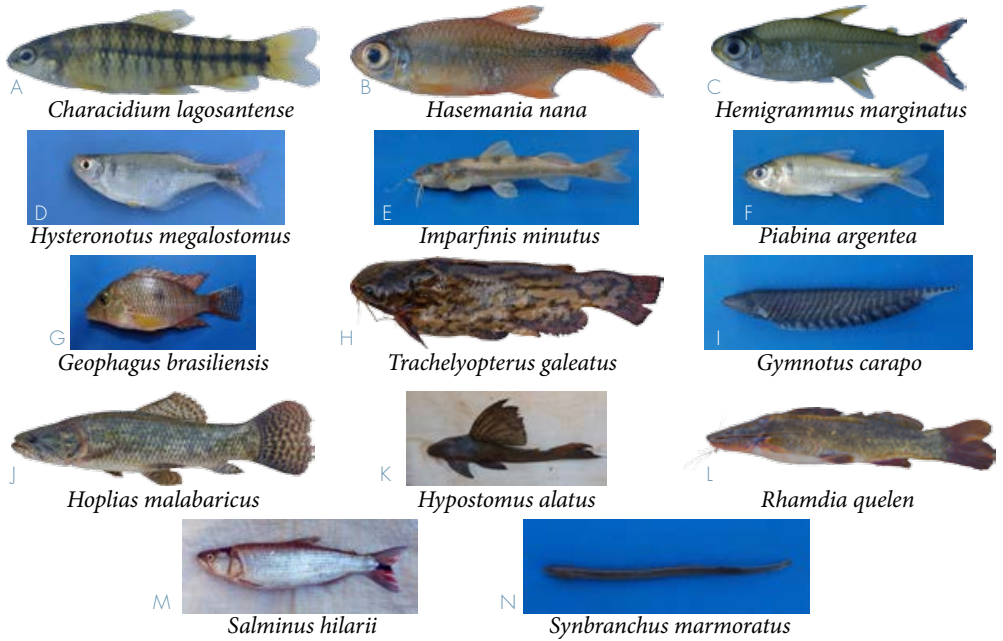 A
Characidium lagosantense
B
Hasemania nana
C
Hemigrammus marginatus
D
Hysteronotus megalostomus
E
Imparfinis minutus
F
Piabina argentea
G
Geophagus brasiliensis
H
Trachelyopterus galeatus
I
Gymnotus carapo
J
Hoplias malabaricus
K
Hypostomus alatus
L
Rhamdia quelen
M
Salminus hilarii
N
Synbranchus marmoratus